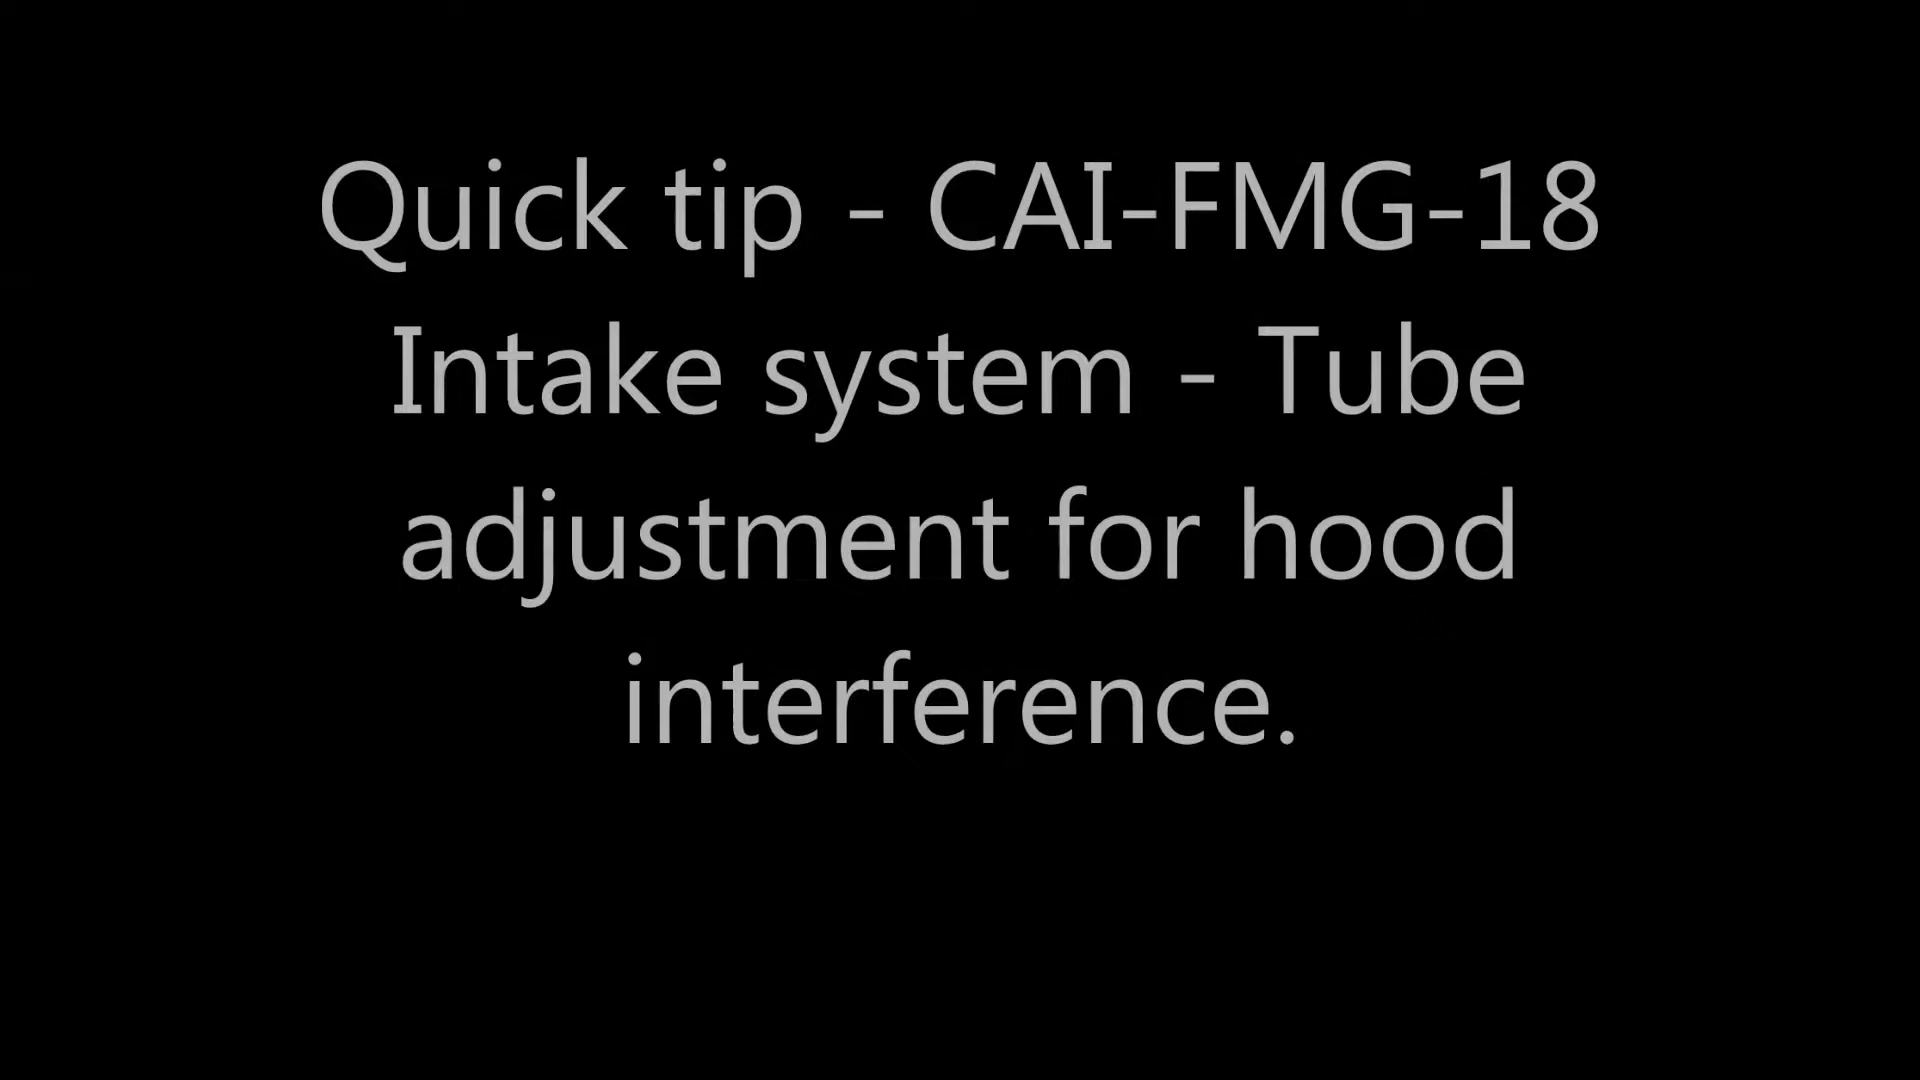 Quick tip - CAI-FMG-18
Intake system - Tube
adjustment for hood
interference.